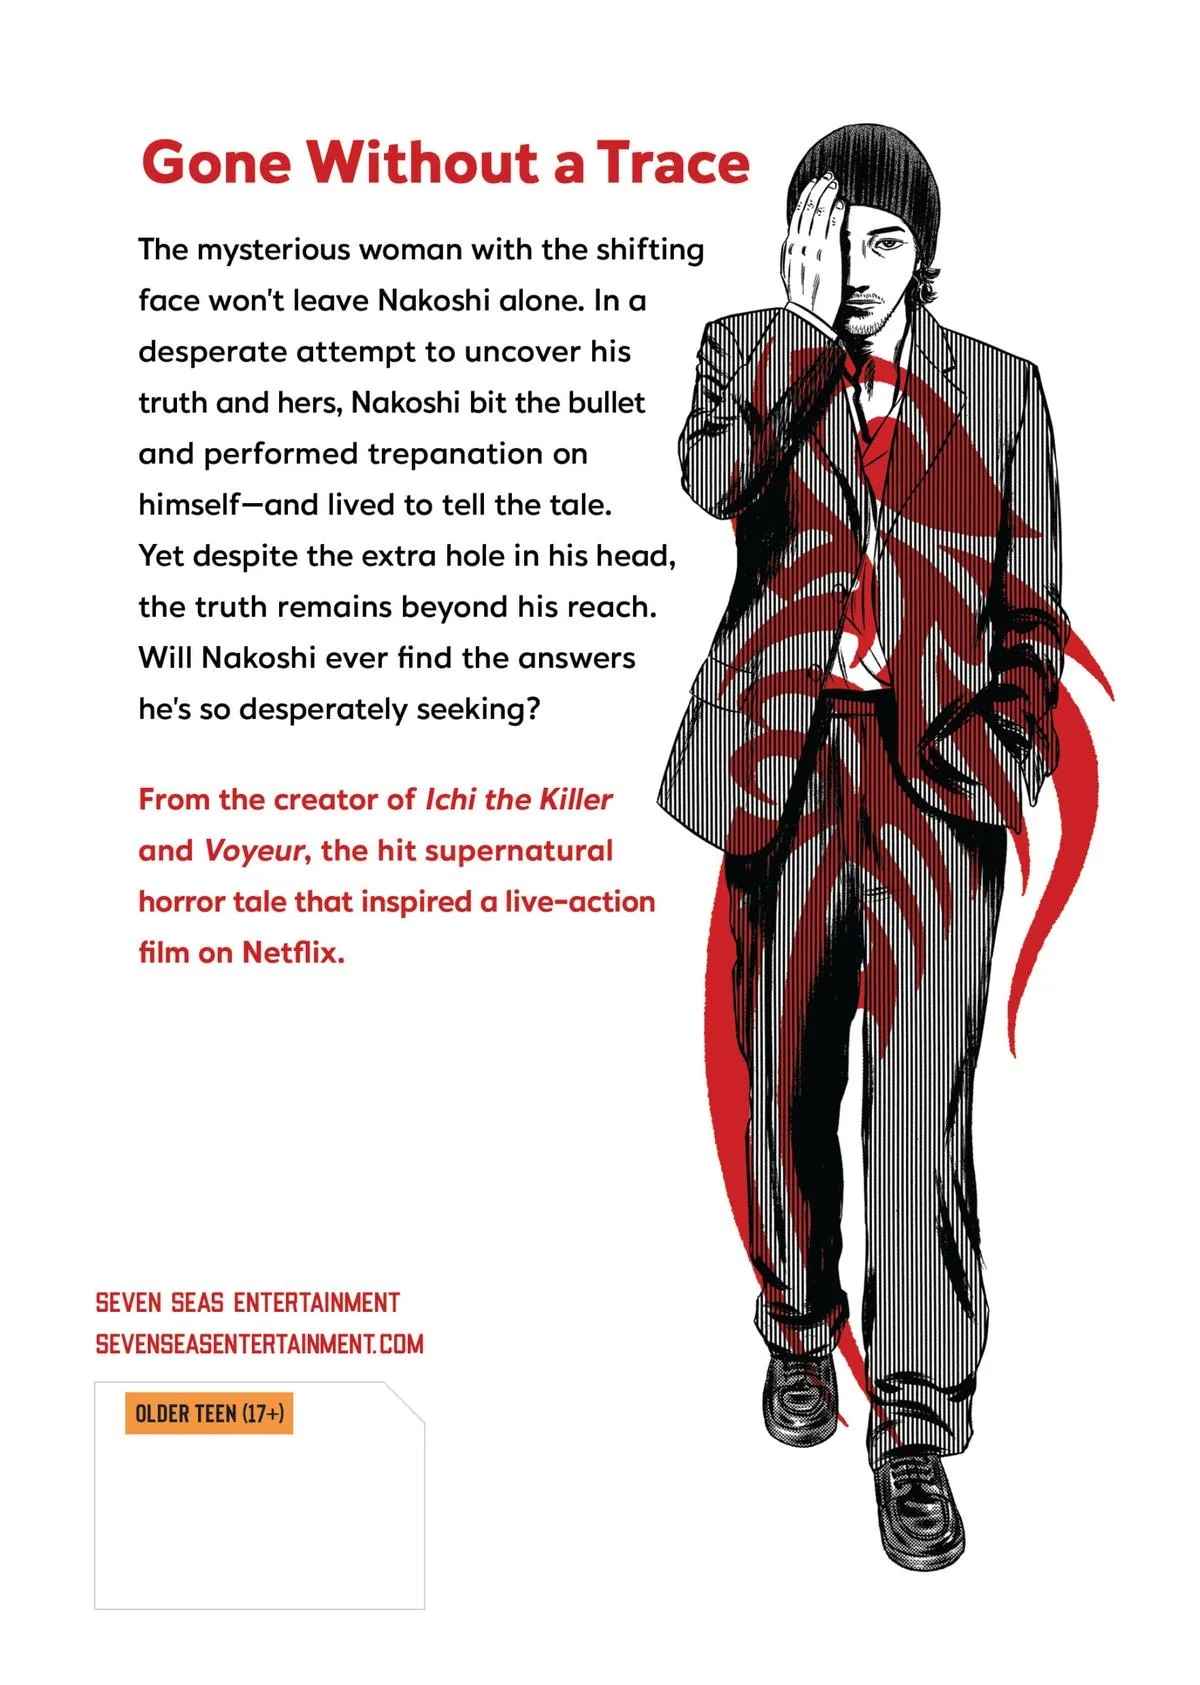 Gone Without a Trace
The mysterious woman with the shifting
face won't leave Nakoshi alone. In a
desperate attempt to uncover his
truth and hers, Nakoshi bit the bullet
and performed trepanation on
himself—and lived to tell the tale.
Yet despite the extra hole in his head,
the truth remains beyond his reach.
Will Nakoshi ever find the answers
he's so desperately seeking?
From the creator of Ichi the Killer
and Voyeur, the hit supernatural
horror tale that inspired a live-action
film on Netflix.
SEVEN SEAS ENTERTAINMENT
SEVENSEASENTERTAINMENT.COM
OLDER TEEN (17+)